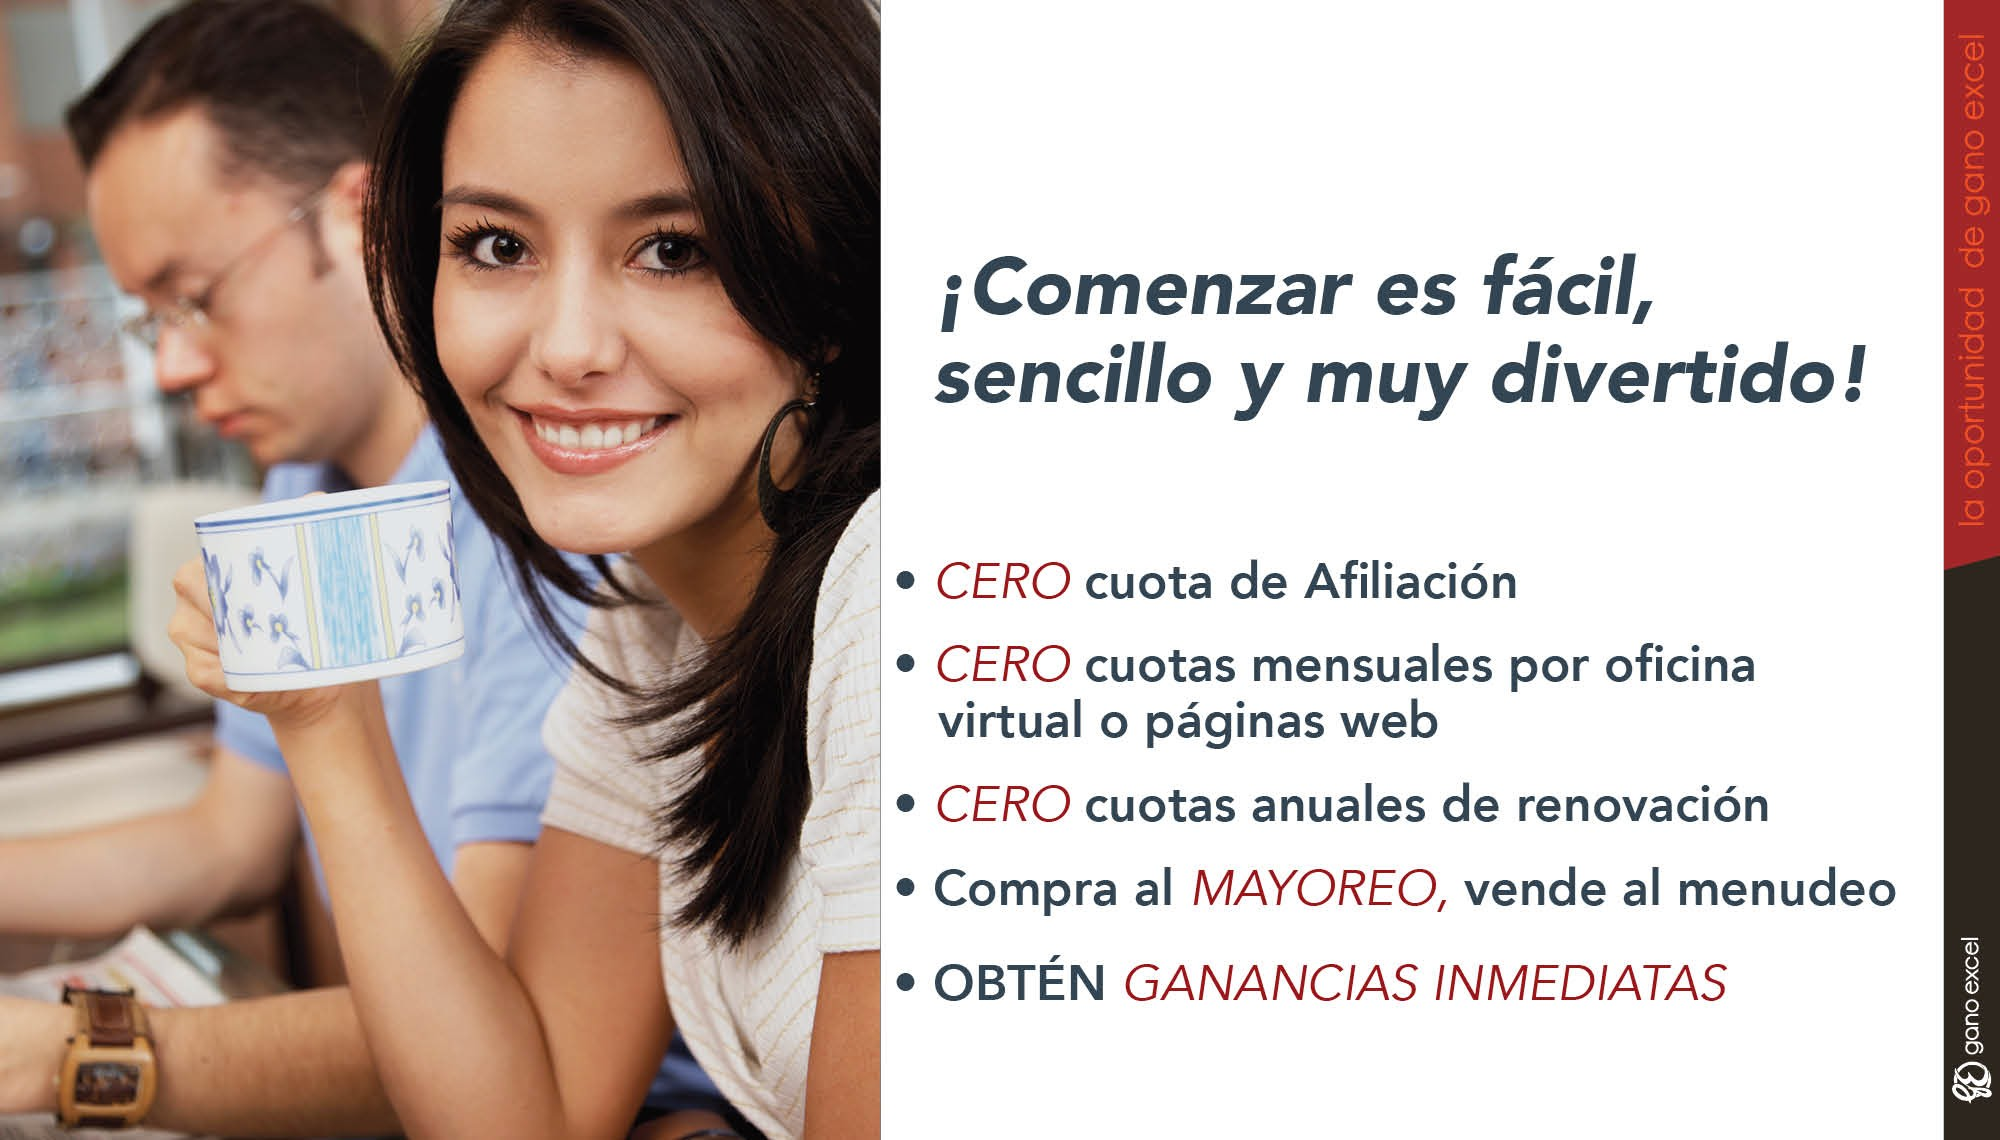 ¡Comenzar es fácil,
sencillo y muy divertido!
• CERO cuota de Afiliación
• CERO cuotas mensuales por oficina
virtual o páginas web
• CERO cuotas anuales de renovación
• Compra al MAYOREO, vende al menudeo
• OBTÉN GANANCIAS INMEDIATAS
la oportunidad de gano excel
gano excel